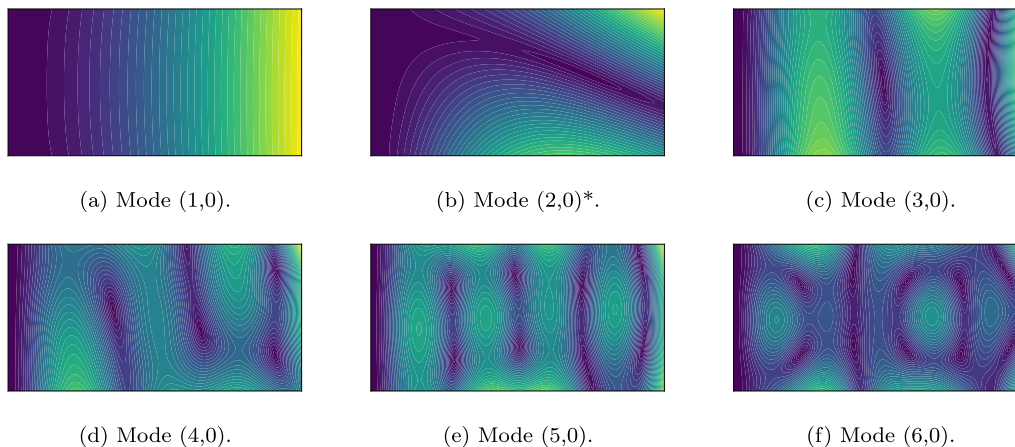 (a) Mode (1,0).
(b) Mode (2,0)*.
(c) Mode (3,0).
(d) Mode (4,0).
(e) Mode (5,0).
(f) Mode (6,0).